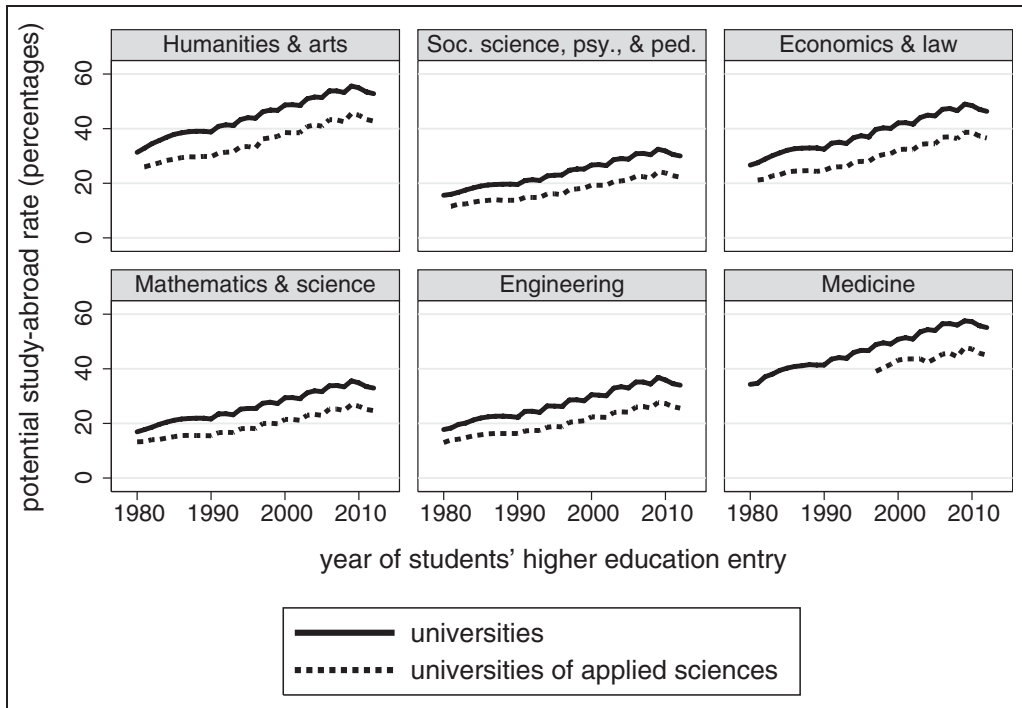 potential study-abroad rate (percentages)
Humanities & arts
Soc. science, psy., & ped.
Economics & law
60
40
20
0
Mathematics & science
Engineering
Medicine
60
40
20
0
1980 1990 2000 2010 1980 1990 2000 2010 1980 1990 2000 2010
year of students’ higher education entry
universities
universities of applied sciences